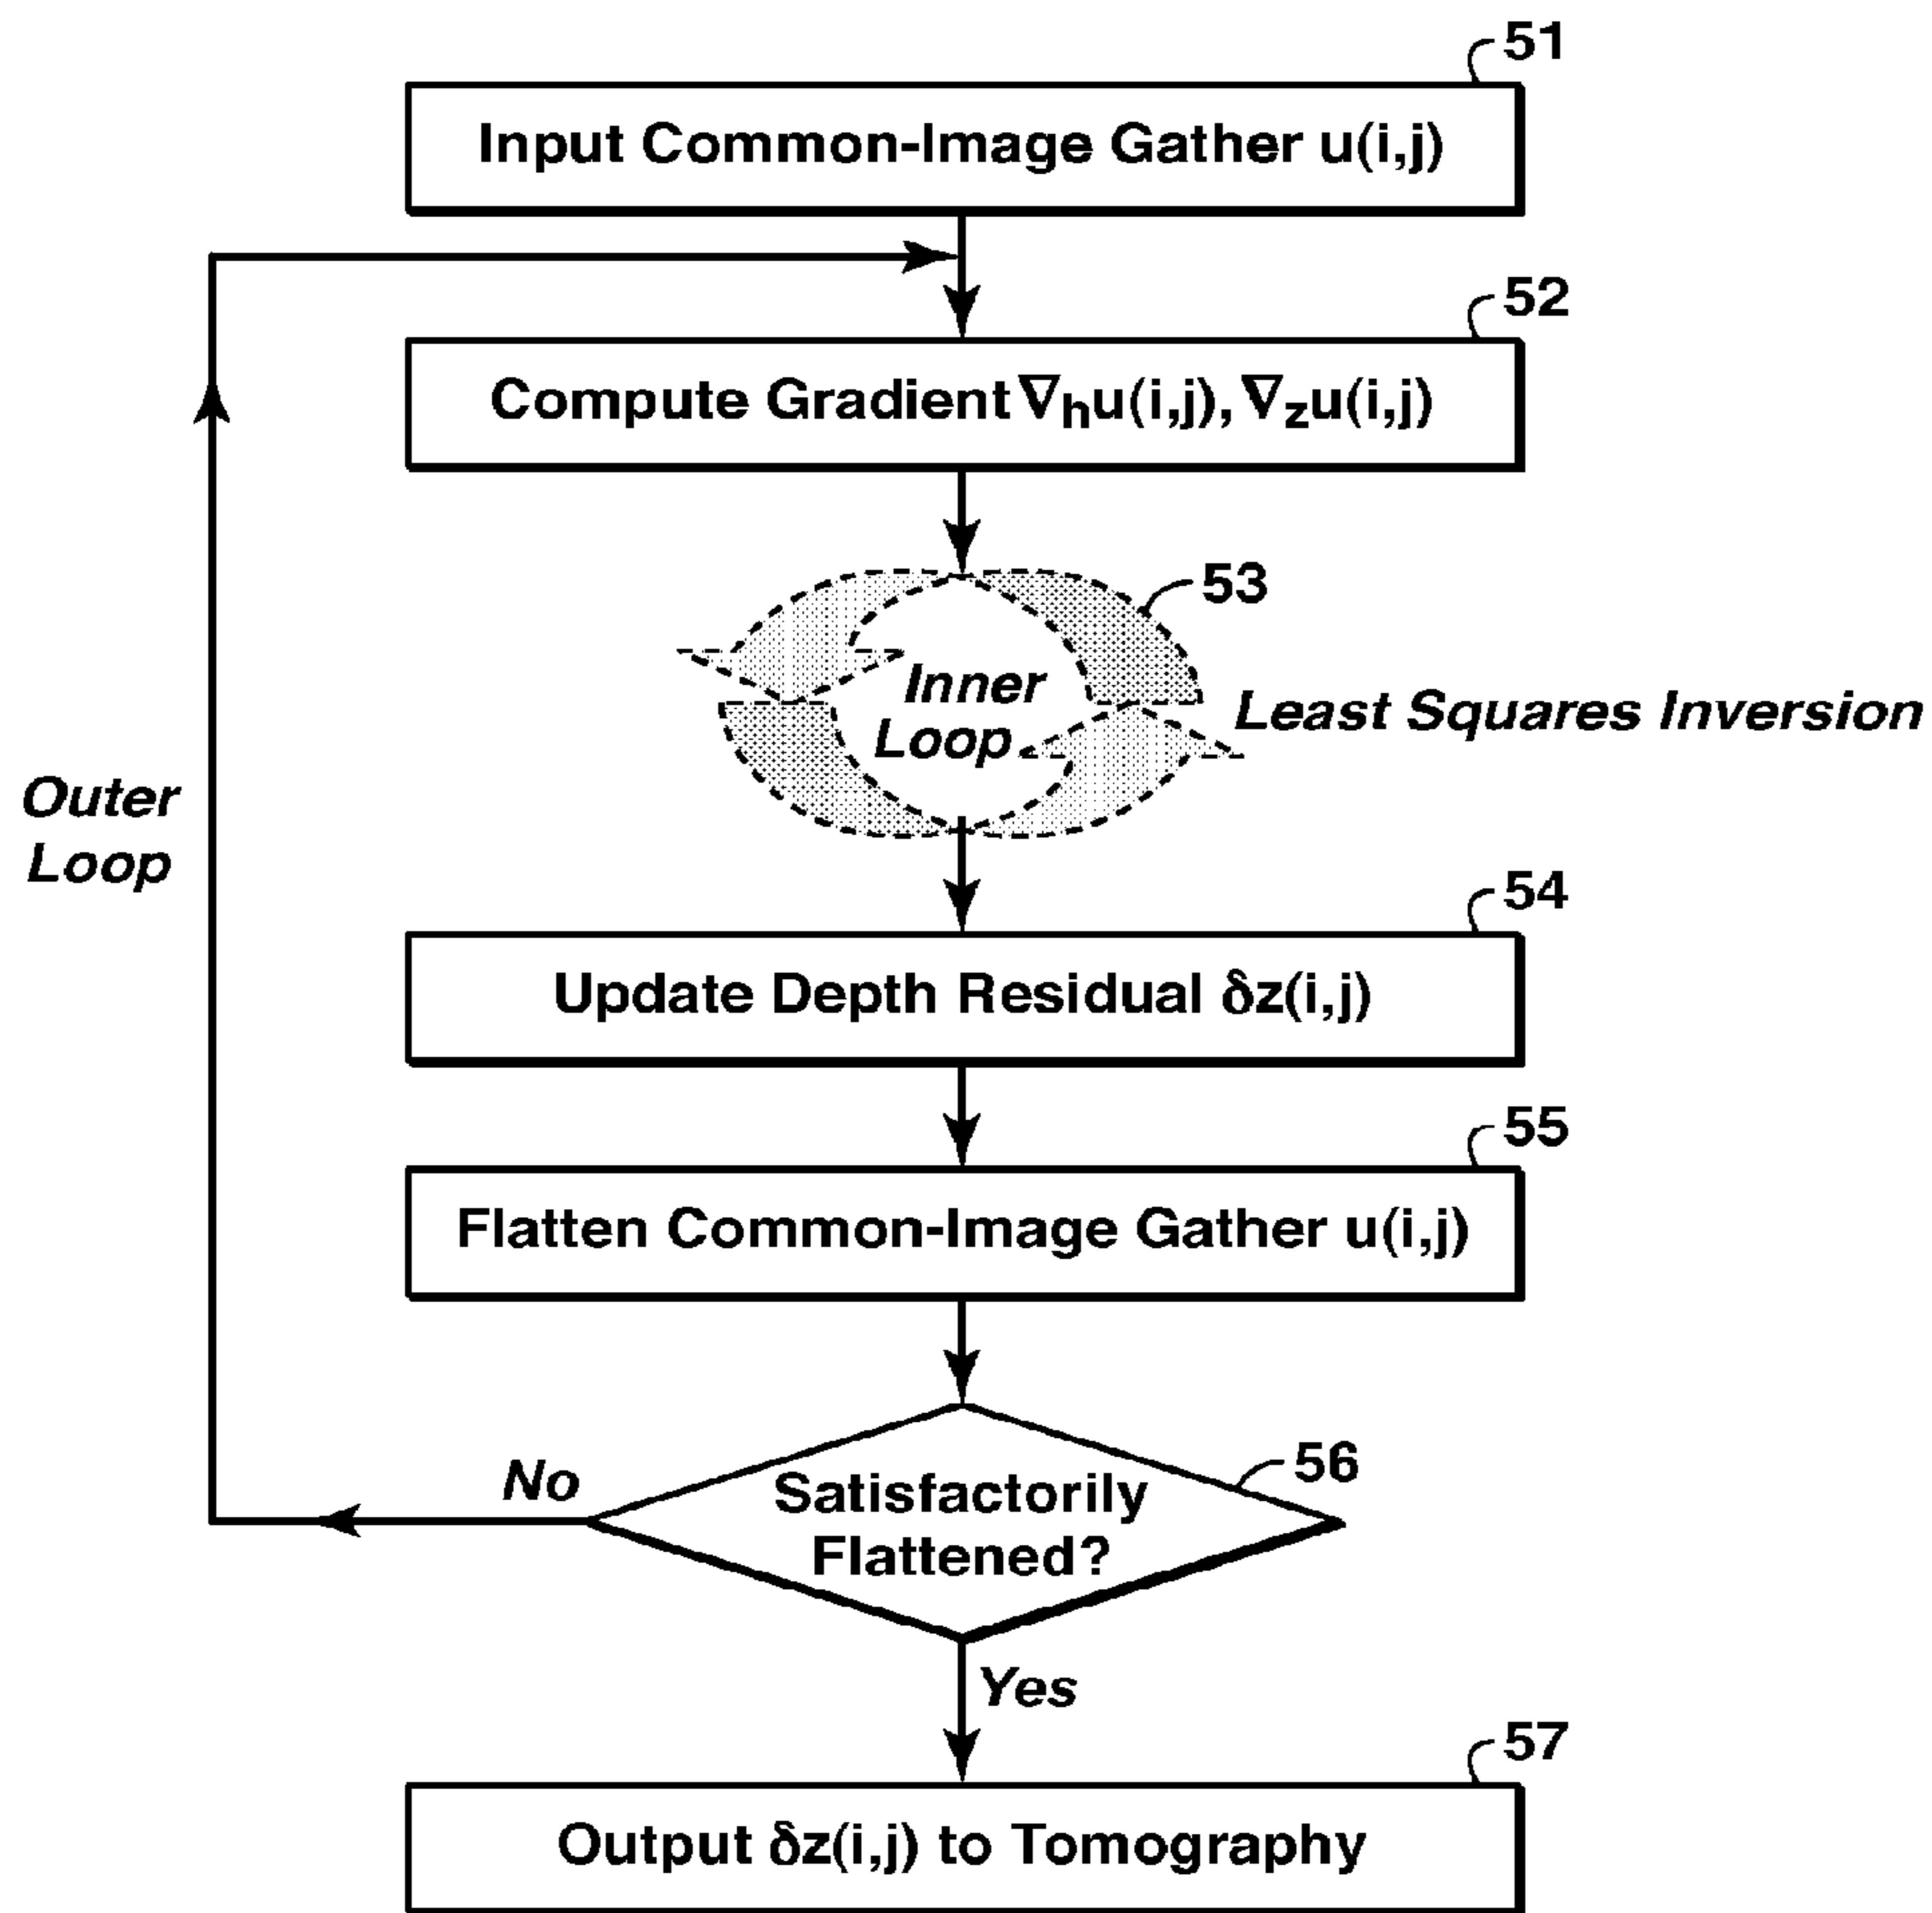 51
Input Common-Image Gather u(i,j)
52
Compute Gradient ∇hu(i,j), ∇zu(i,j)
53
Inner
Loop
Least Squares Inversion
Outer
Loop
54
Update Depth Residual δz(i,j)
55
Flatten Common-Image Gather u(i,j)
56
No
Satisfactorily
Flattened?
Yes
57
Output δz(i,j) to Tomography